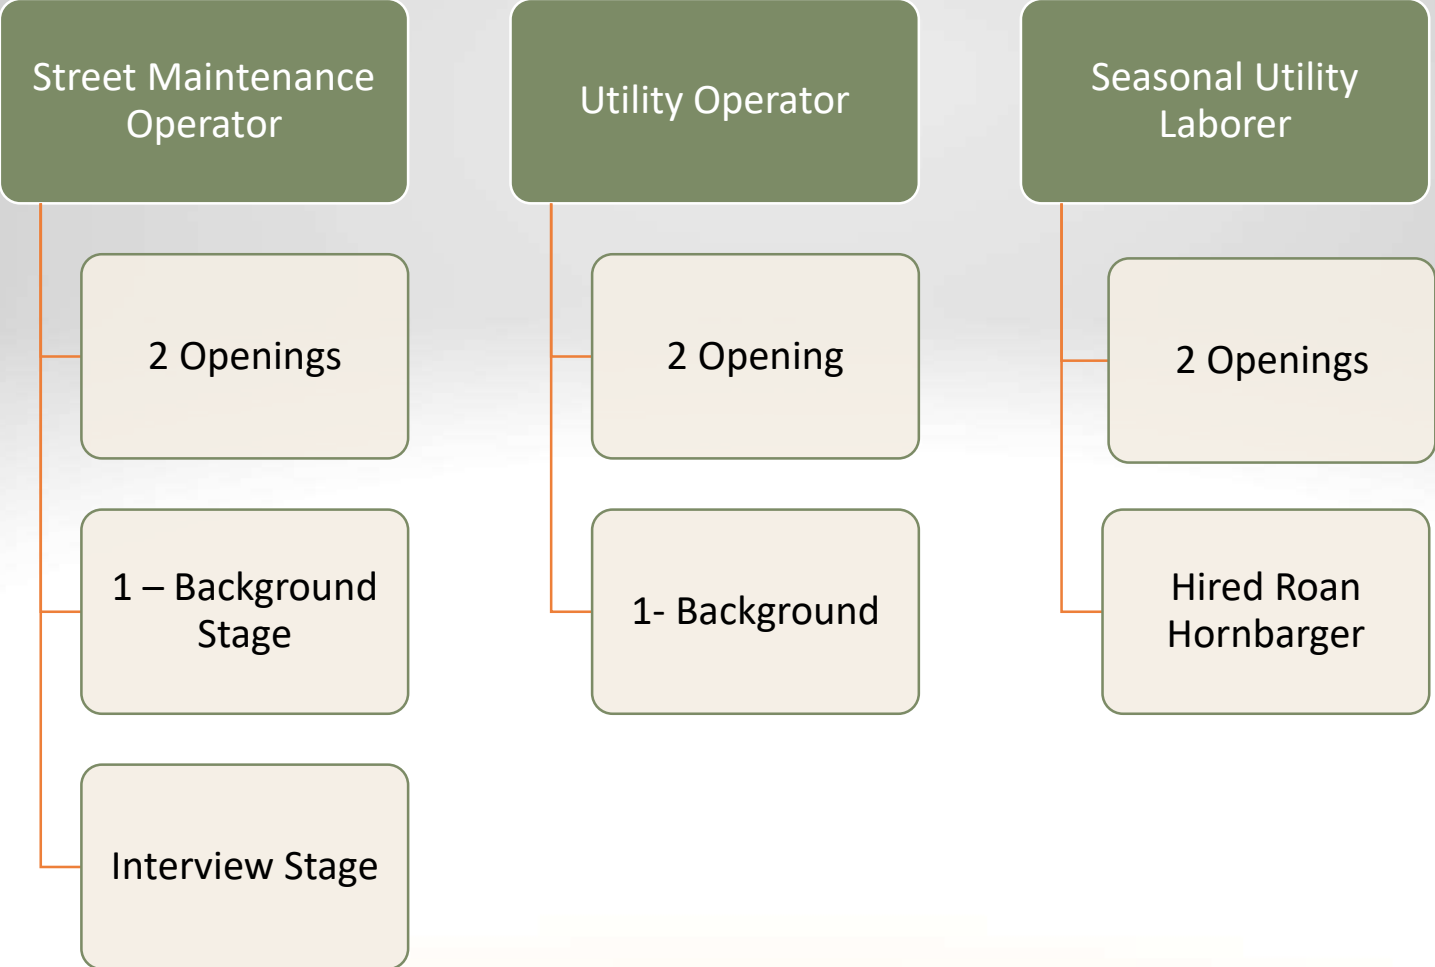 Street Maintenance
Operator
2 Openings
1 – Background
Stage
Interview Stage
Utility Operator
2 Opening
1- Background
Seasonal Utility
Laborer
2 Openings
Hired Roan
Hornbarger